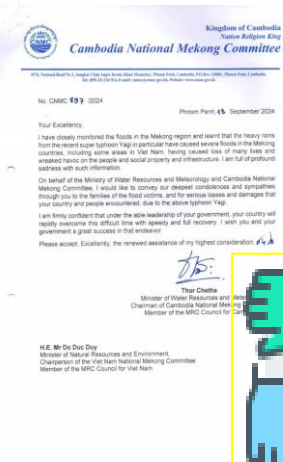 Kingdom of Cambodia
Nation Religion King
Cambodia National Mekong Committee
No. CNMC 097 /2024
Phnom Penh, 18 September 2024
Your Excellency,
I have closely monitored the floods in the Mekong region and learnt that the heavy rains
from the recent super typhoon Yagi in particular have caused severe floods in the Mekong
countries, including some areas in Viet Nam, having caused loss of many lives and
wreaked havoc on the people and social property and infrastructure. I am full of profound
sadness with such information.
On behalf of the Ministry of Water Resources and Meteorology and Cambodia National
Mekong Committee, I would like to convey our deepest condolences and sympathies
through you to the families of the flood victims, and for serious losses and damages that
your country and people encountered, due to the above typhoon Yagi.
I am firmly confident that under the able leadership of your government, your country will
rapidly overcome this difficult time with speedy and full recovery. I wish you and your
government a great success in that endeavor.
Please accept, Excellently, the renewed assurance of my highest consideration.
Thor Chetha
Minister of Water Resources and
Chairman of Cambodia National Mekong
Member of the MRC Council for
H.E. Mr Do Duc Duy
Minister of Natural Resources and Environment,
Chairperson of the Viet Nam National Mekong Committee
Member of the MRC Council for Viet Nam